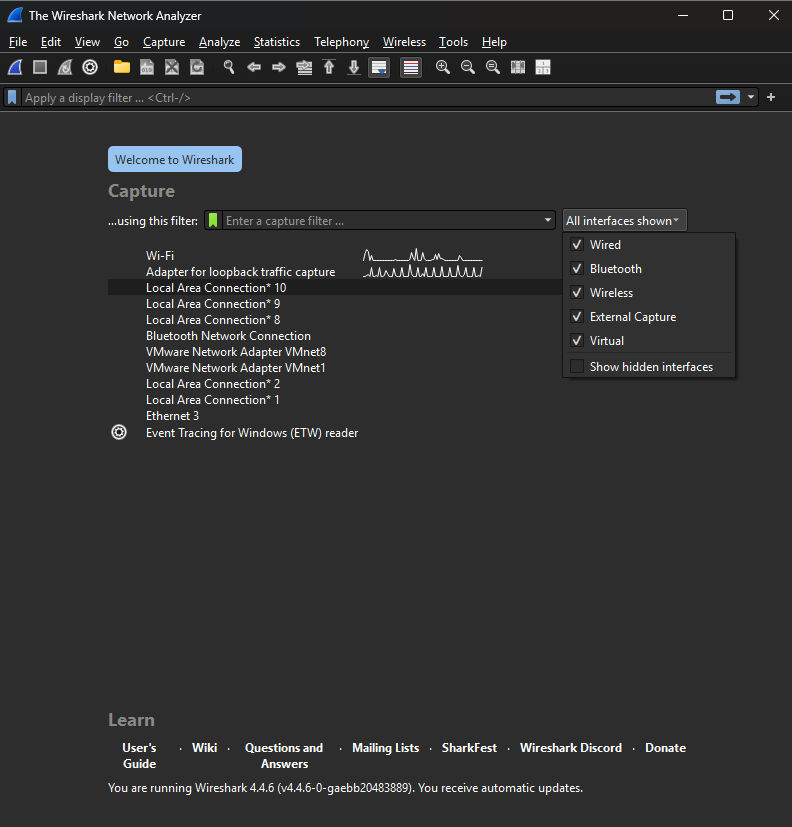 The Wireshark Network Analyzer
File Edit View Go Capture Analyze Statistics Telephony Wireless Tools Help
Apply a display filter ... <Ctrl-/>
Welcome to Wireshark
Capture
...using this filter: Enter a capture filter ... All interfaces shown
Wired
Bluetooth
Wireless
External Capture
Virtual
Show hidden interfaces
Wi-Fi
Adapter for loopback traffic capture
Local Area Connection* 10
Local Area Connection* 9
Local Area Connection* 8
Bluetooth Network Connection
VMware Network Adapter VMnet8
VMware Network Adapter VMnet1
Local Area Connection* 2
Local Area Connection* 1
Ethernet 3
Event Tracing for Windows (ETW) reader
Learn
User's Guide · Wiki · Questions and Answers · Mailing Lists · SharkFest · Wireshark Discord · Donate
You are running Wireshark 4.4.6 (v4.4.6-0-gaebb20483889). You receive automatic updates.